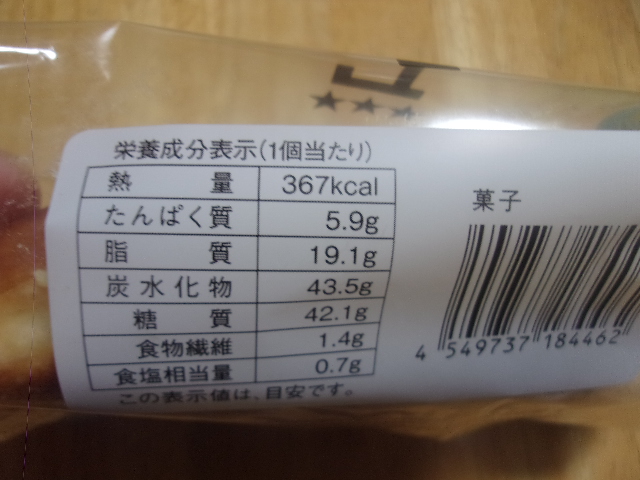 栄養成分表示(1個当たり)
熱量 367kcal
たんぱく質 5.9g
脂質 19.1g
炭水化物 43.5g
糖質 42.1g
食物繊維 1.4g
食塩相当量 0.7g
この表示値は、目安です。
菓子
4 549737 184462